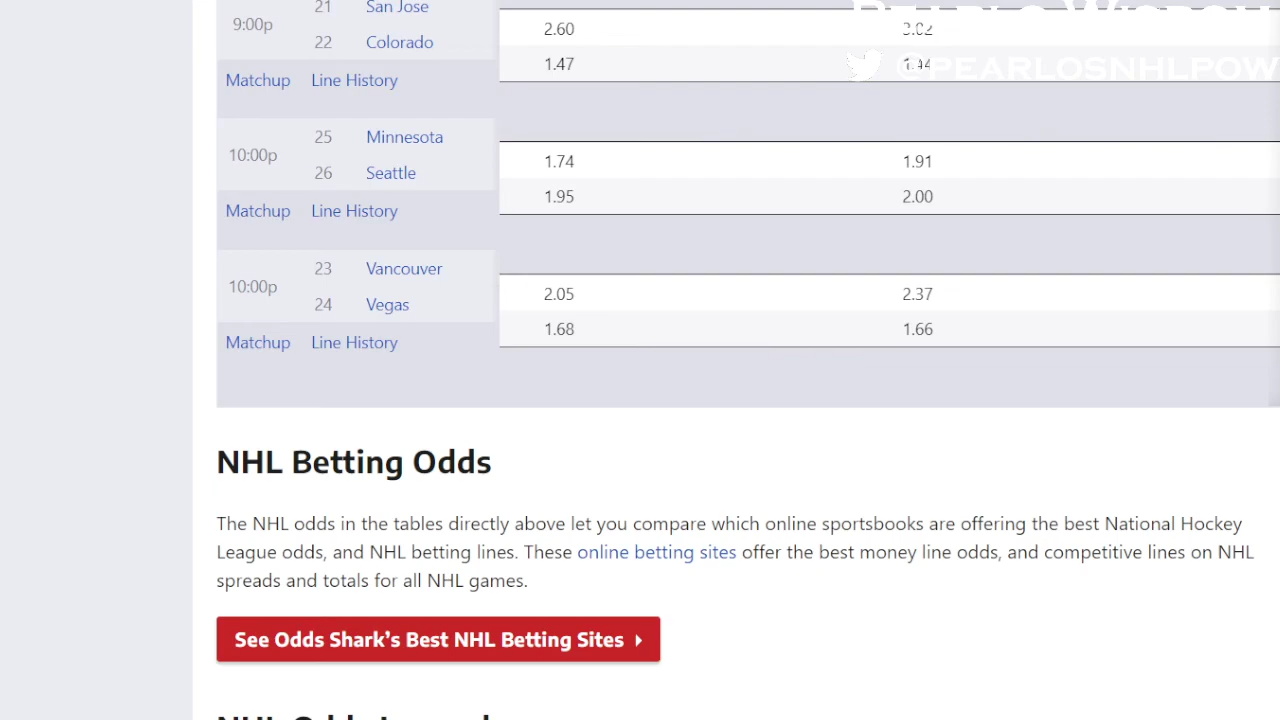 21 San Jose
9:00p
22 Colorado
2.60 3.02
1.47 1.44
Matchup Line History
@PEARLOSNHLPOW
25 Minnesota
10:00p
26 Seattle
1.74 1.91
1.95 2.00
Matchup Line History
23 Vancouver
10:00p
24 Vegas
2.05 2.37
1.68 1.66
Matchup Line History
NHL Betting Odds
The NHL odds in the tables directly above let you compare which online sportsbooks are offering the best National Hockey
League odds, and NHL betting lines. These online betting sites offer the best money line odds, and competitive lines on NHL
spreads and totals for all NHL games.
See Odds Shark's Best NHL Betting Sites